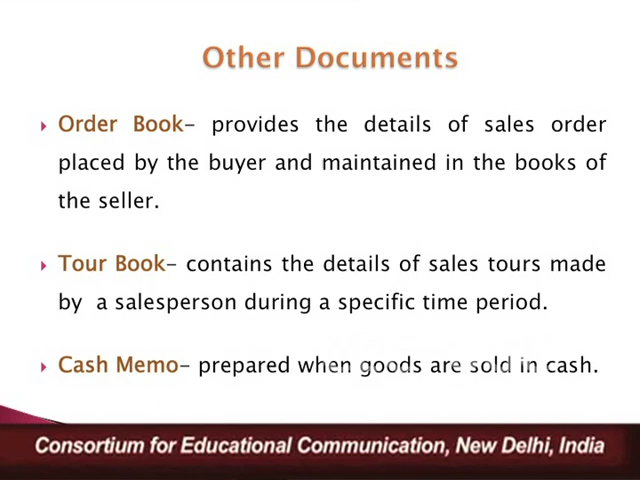 Other Documents
Order Book- provides the details of sales order
placed by the buyer and maintained in the books of
the seller.
Tour Book- contains the details of sales tours made
by a salesperson during a specific time period.
Cash Memo- prepared when goods are sold in cash.
Consortium for Educational Communication, New Delhi, India